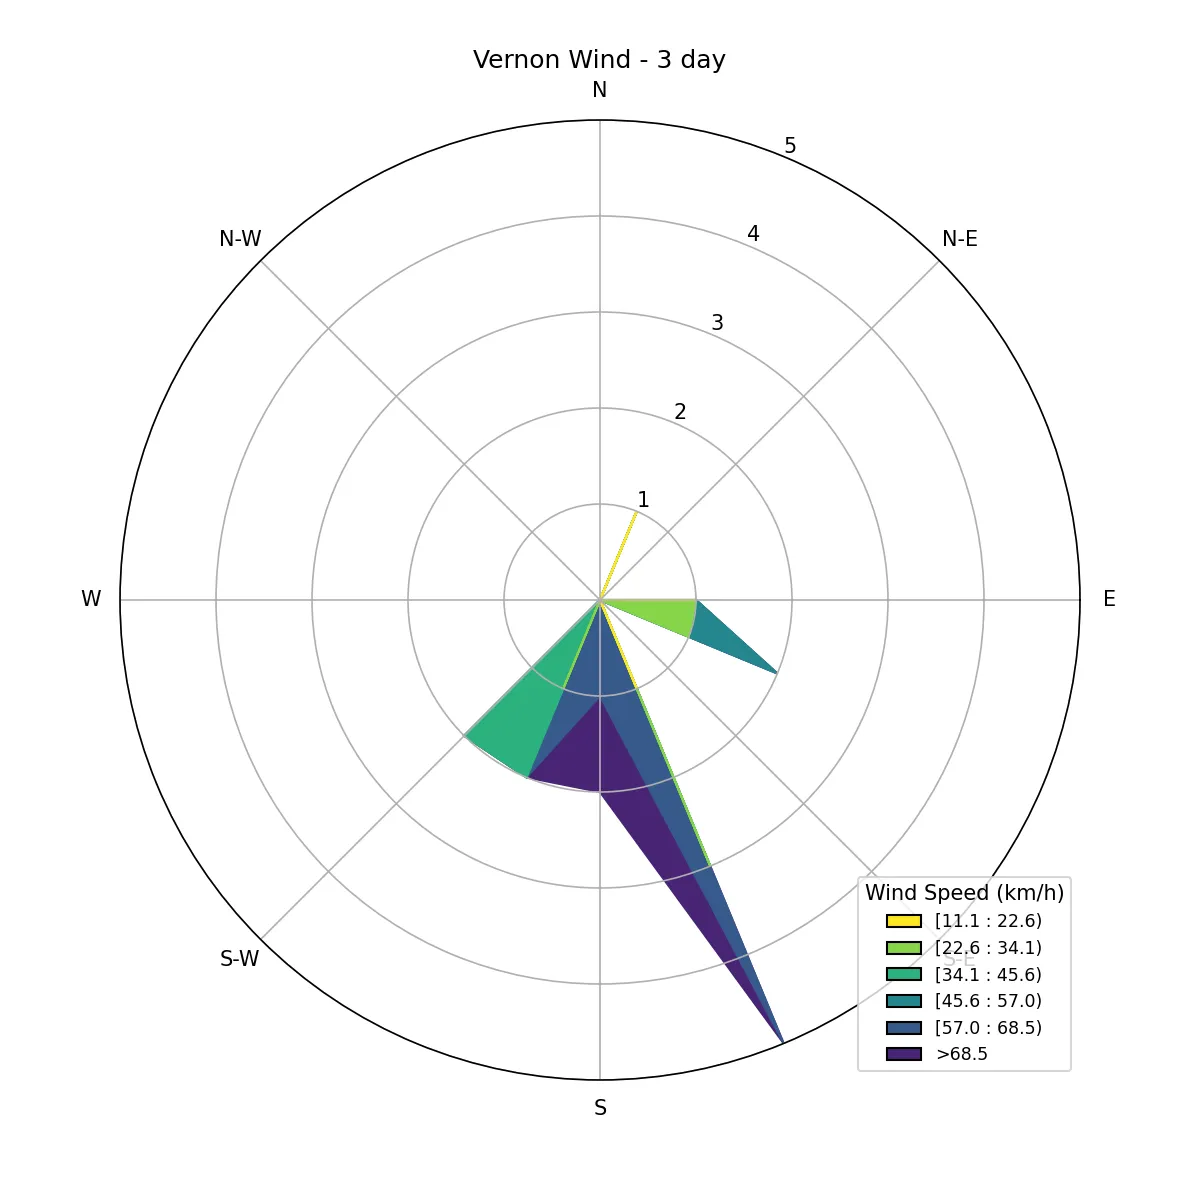 Vernon Wind - 3 day
N
5
N-W
N-E
4
3
2
1
W
E
Wind Speed (km/h)
[11.1 : 22.6)
[22.6 : 34.1)
S-W
S-E
[34.1 : 45.6)
[45.6 : 57.0)
[57.0 : 68.5)
>68.5
S